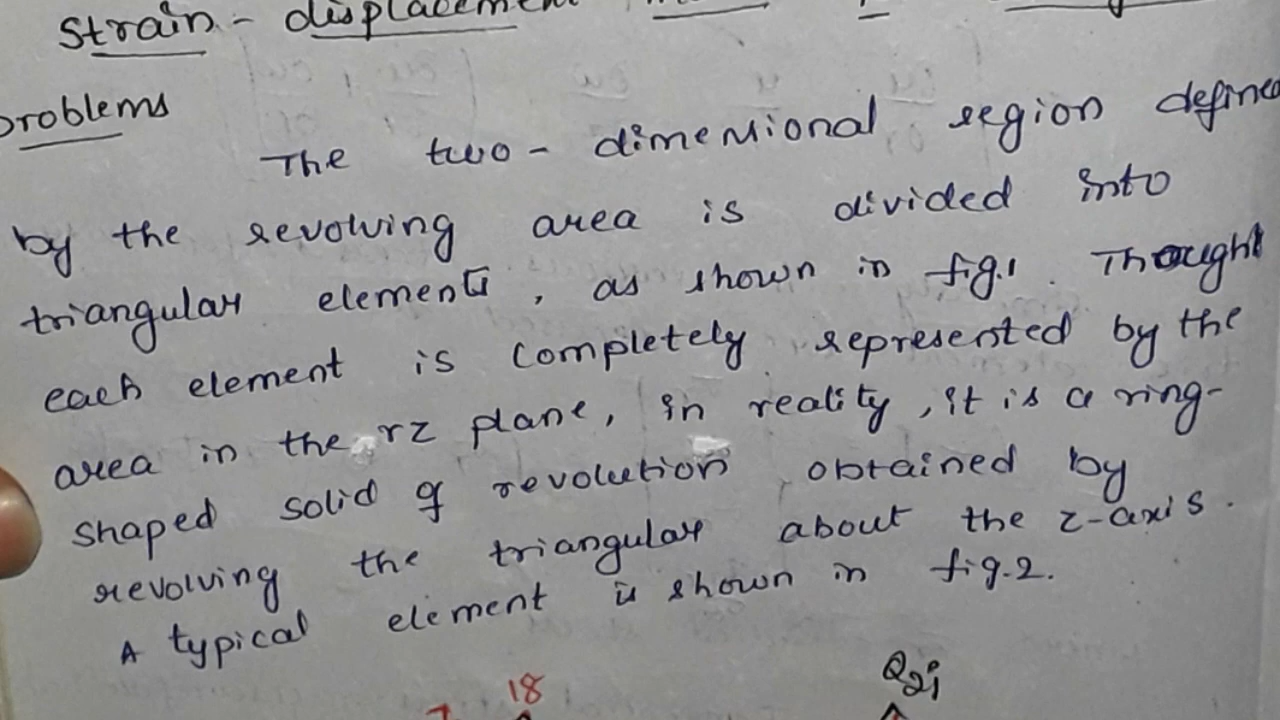 Strain - displacement
problems
The two - dimensional region defined
by the revolving area is divided into
triangular elements, as shown in fig.1. Thought
each element is completely represented by the
area in the rz plane, in reality, it is a ring-
shaped solid of revolution obtained by
revolving the triangular about the z-axis.
A typical element is shown in fig.2.
18
Q2j